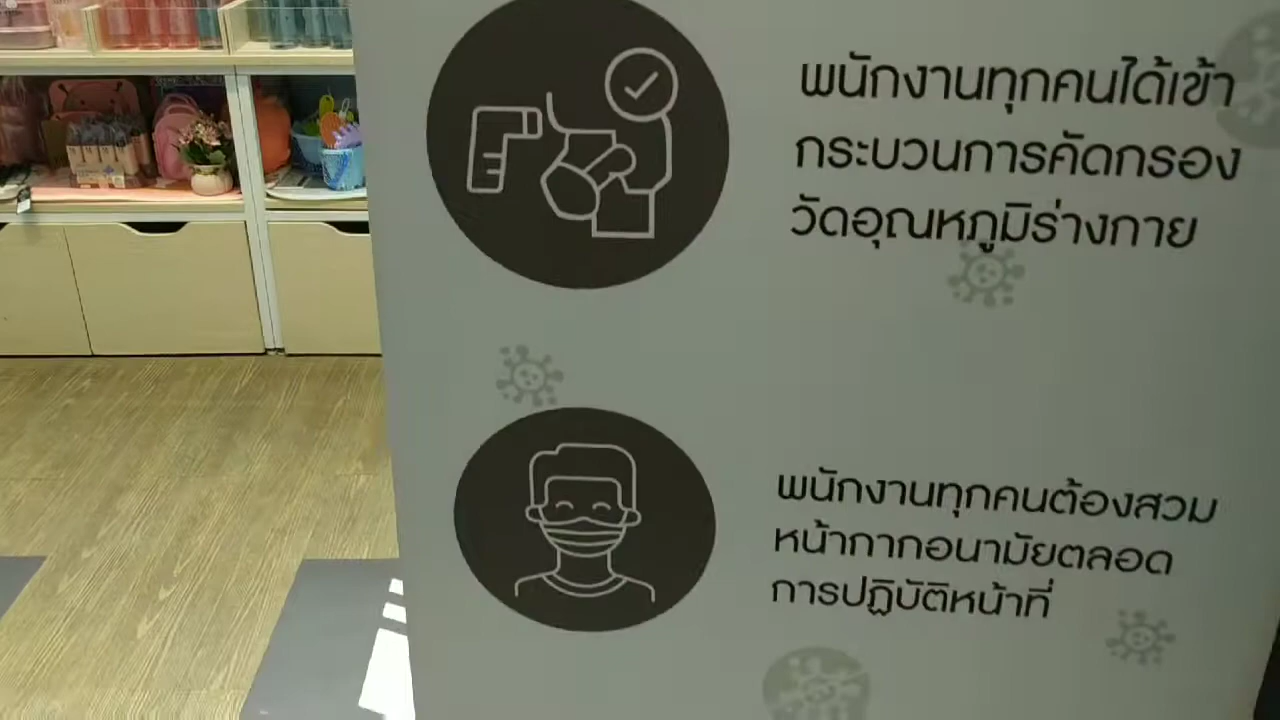 พนักงานทุกคนได้เข้า
กระบวนการคัดกรอง
วัดอุณหภูมิร่างกาย
พนักงานทุกคนต้องสวม
หน้ากากอนามัยตลอด
การปฏิบัติหน้าที่